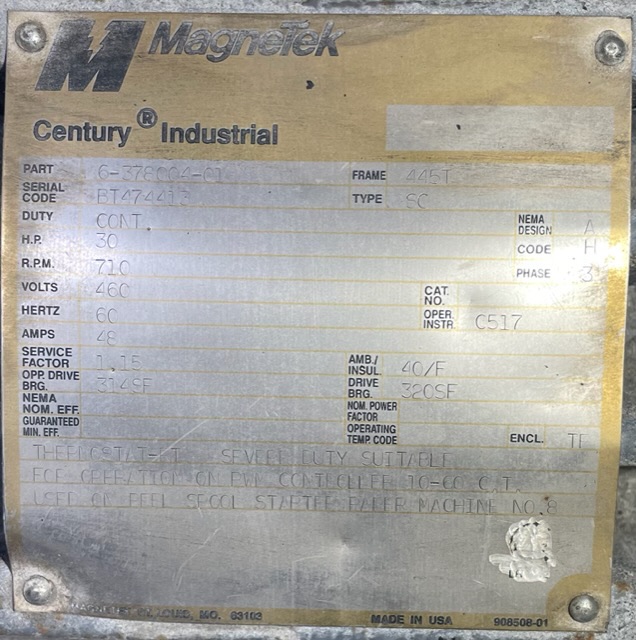 MagneTek
Century ® Industrial
PART 6-378004-01 FRAME 445T
SERIAL CODE TYPE SC
DUTY CONT NEMA DESIGN A
H.P. 30 CODE H
R.P.M. 710 PHASE 3
VOLTS 460 CAT. NO.
HERTZ 60 OPER. INSTR. C517
AMPS 48
SERVICE FACTOR 1.15 AMB./ INSUL 40/F
OPP. DRIVE BRG. 314SF DRIVE BRG. 320SF
NEMA NOM. EFF. NOM. POWER FACTOR
GUARANTEED MIN. EFF. OPERATING TEMP CODE ENCL. TF
SEVERE DUTY SUITABLE
FOR OPERATION ON PWM CONTROLLER 10-60 C.T.
USED ON REEL SPOOL STARTER PAPER MACHINE NO.8
LOUIS, MO. 63103 MADE IN USA 908508-01